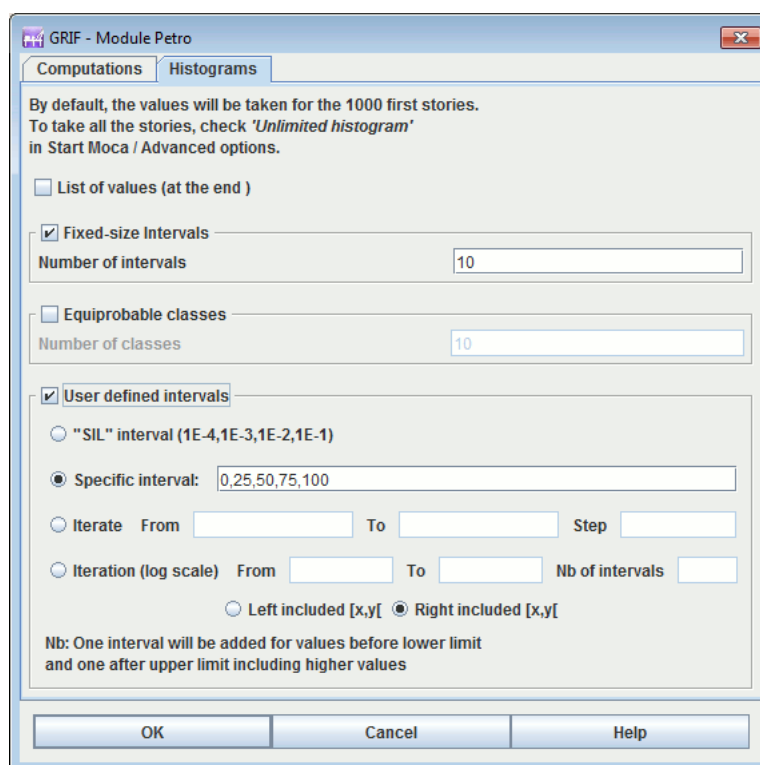 GRIF - Module Petro
Computations Histograms
By default, the values will be taken for the 1000 first stories.
To take all the stories, check 'Unlimited histogram'
in Start Moca / Advanced options.
List of values (at the end )
Fixed-size Intervals
Number of intervals 10
Equiprobable classes
Number of classes 10
User defined intervals
"SIL" interval (1E-4,1E-3,1E-2,1E-1)
Specific interval: 0,25,50,75,100
Iterate From To Step
Iteration (log scale) From To Nb of intervals
Left included [x,y[ Right included [x,y[
Nb: One interval will be added for values before lower limit
and one after upper limit including higher values
OK Cancel Help